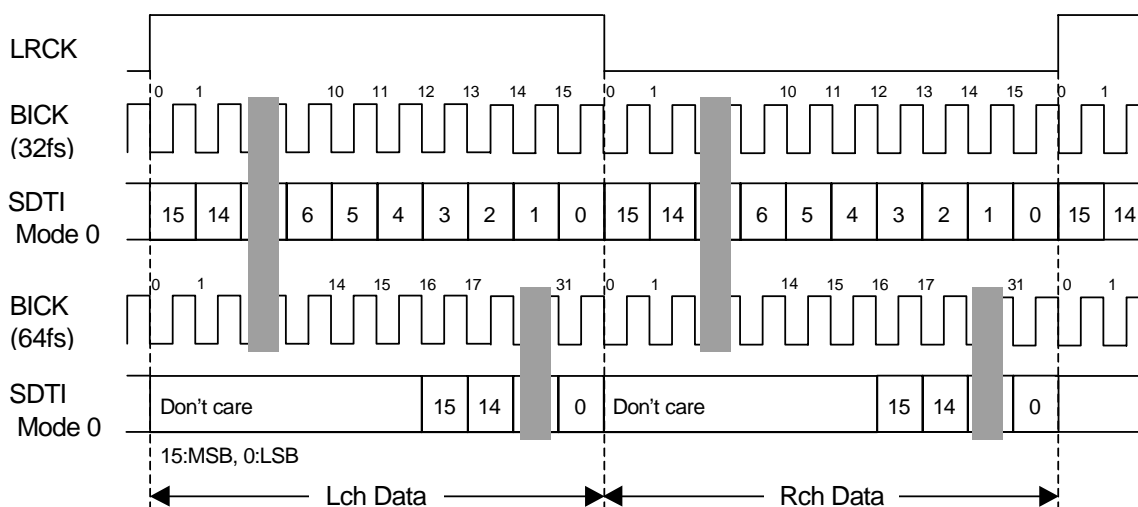 LRCK
0 1 10 11 12 13 14 15 0 1 10 11 12 13 14 15 0 1
BICK
(32fs)
SDTI
Mode 0
15 14 6 5 4 3 2 1 0 15 14 6 5 4 3 2 1 0 15 14
0 1 14 15 16 17 31 0 1 14 15 16 17 31 0 1
BICK
(64fs)
SDTI
Mode 0
Don't care 15 14 0 Don't care 15 14 0
15:MSB, 0:LSB
Lch Data Rch Data